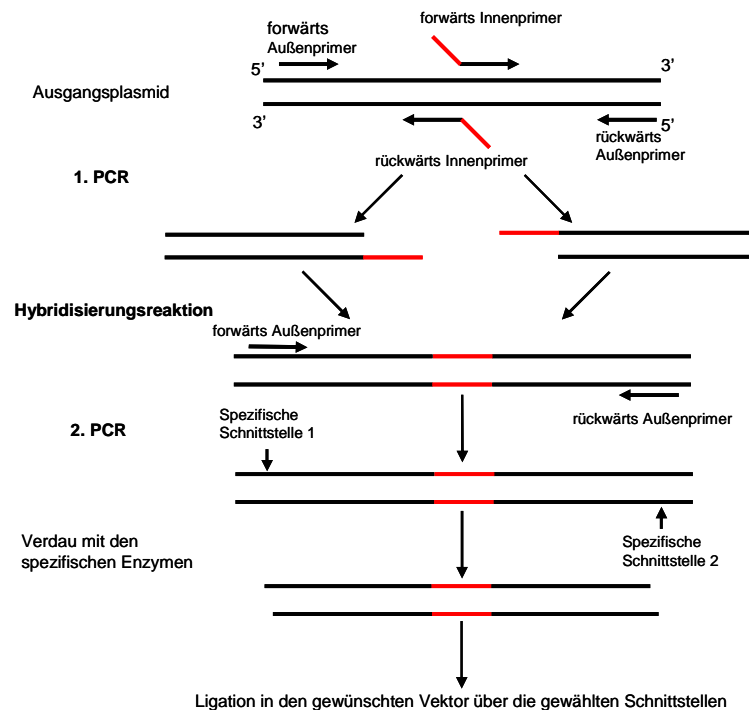 forwärts Innenprimer
forwärts
Außenprimer
5’
3’
Ausgangsplasmid
3’
5’
rückwärts
Außenprimer
rückwärts Innenprimer
1. PCR
Hybridisierungsreaktion
forwärts Außenprimer
rückwärts Außenprimer
Spezifische
Schnittstelle 1
2. PCR
Verdau mit den
spezifischen Enzymen
Spezifische
Schnittstelle 2
Ligation in den gewünschten Vektor über die gewählten Schnittstellen